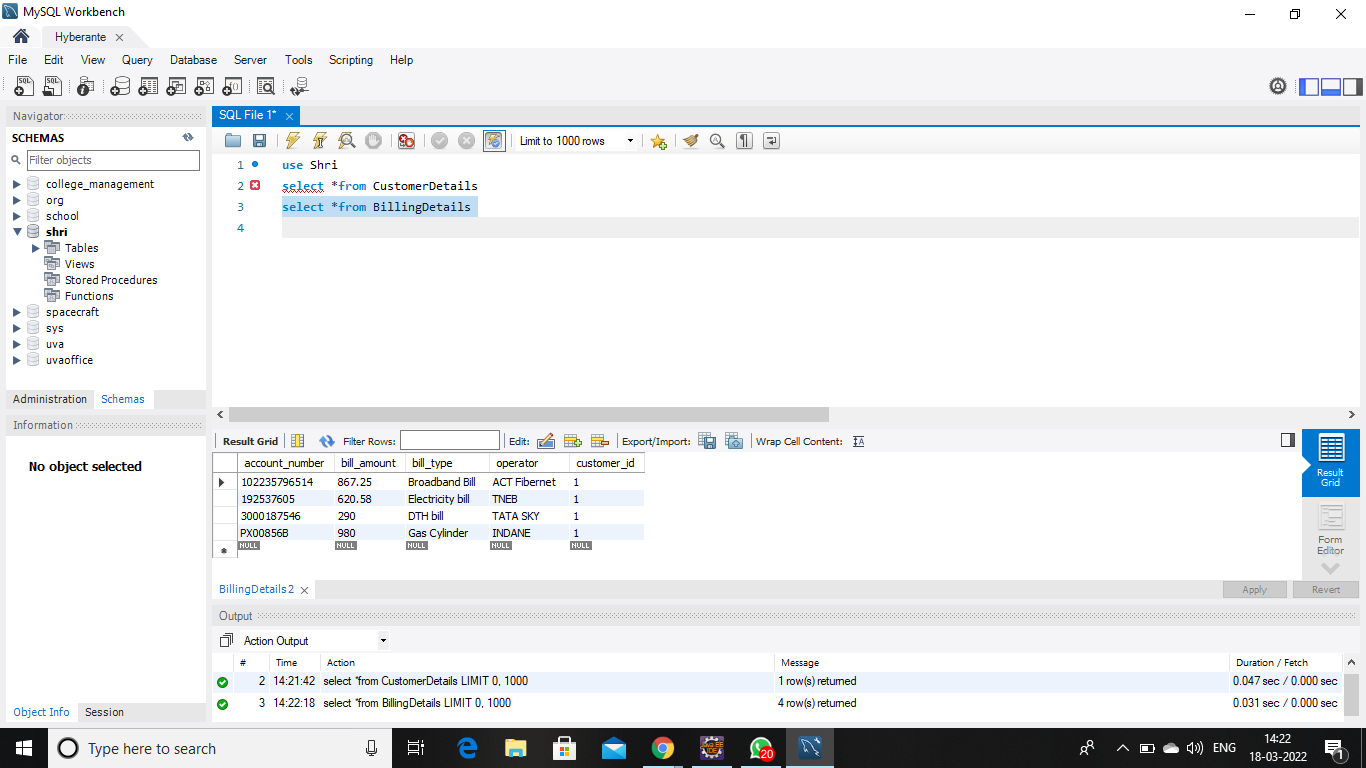 MySQL Workbench
Hyberante
File Edit View Query Database Server Tools Scripting Help
Navigator
SCHEMAS
Filter objects
college_management
org
school
shri
Tables
Views
Stored Procedures
Functions
spacecraft
sys
uva
uvaoffice
Administration Schemas
Information
No object selected
Object Info Session
SQL File 1*
Limit to 1000 rows
1 use Shri
2 select *from CustomerDetails
3 select *from BillingDetails
4
Result Grid Filter Rows: Edit: Export/Import: Wrap Cell Content:
account_number bill_amount bill_type operator customer_id
102235796514 867.25 Broadband Bill ACT Fibernet 1
192537605 620.58 Electricity bill TNEB 1
3000187546 290 DTH bill TATA SKY 1
PX00856B 980 Gas Cylinder INDANE 1
NULL NULL NULL NULL NULL
Result
Grid
Form
Editor
BillingDetails 2
Apply Revert
Output
Action Output
# Time Action Message Duration / Fetch
2 14:21:42 select *from CustomerDetails LIMIT 0, 1000 1 row(s) returned 0.047 sec / 0.000 sec
3 14:22:18 select *from BillingDetails LIMIT 0, 1000 4 row(s) returned 0.031 sec / 0.000 sec
Type here to search
20
ENG
14:22
18-03-2022
1